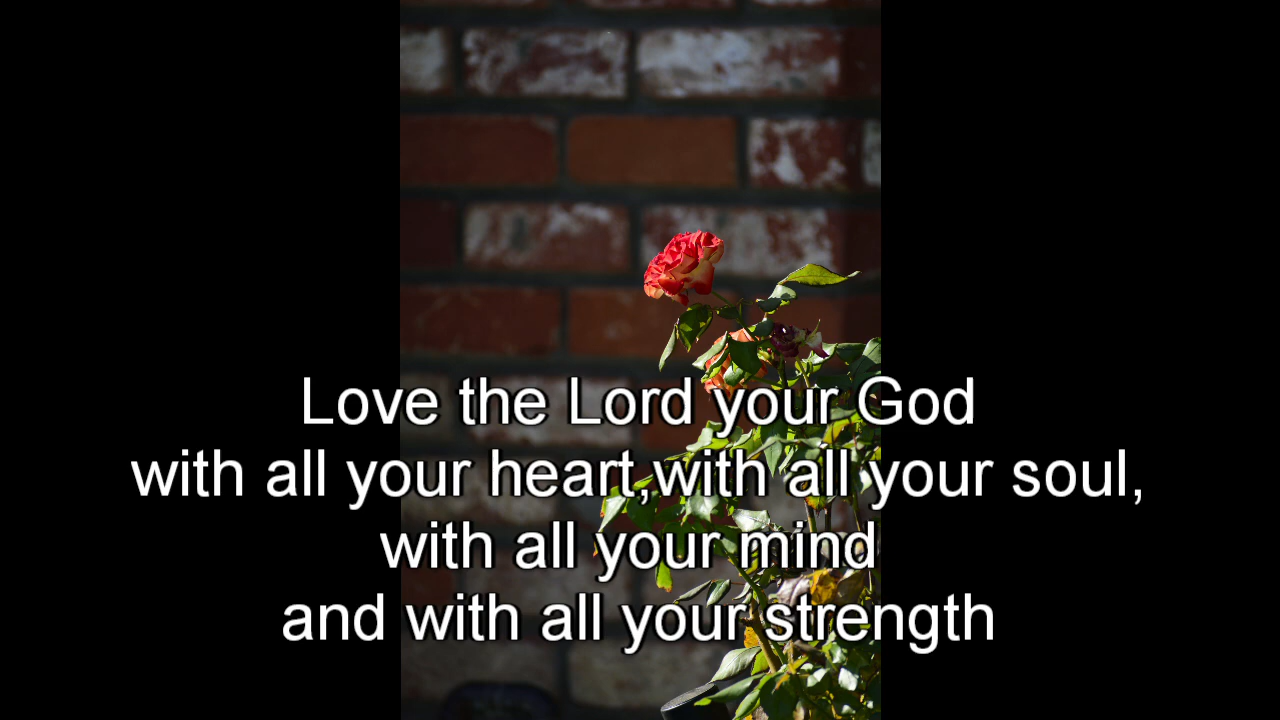 Love the Lord your God
with all your heart,with all your soul,
with all your mind
and with all your strength